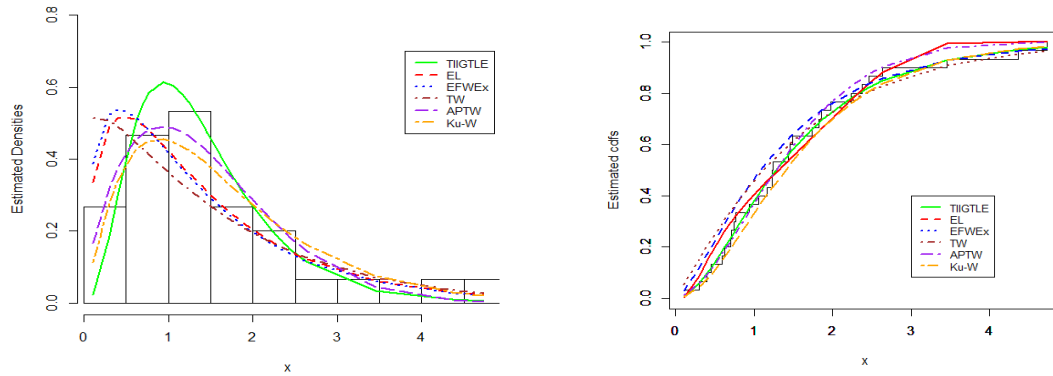 Estimated Densities
0.8
0.6
0.4
0.2
0.0
TIIGTLE
EL
EFWEx
TW
APTW
Ku-W
0 1 2 3 4
x
Estimated cdfs
1.0
0.8
0.6
0.4
0.2
0.0
TIIGTLE
EL
EFWEx
TW
APTW
Ku-W
0 1 2 3 4
x